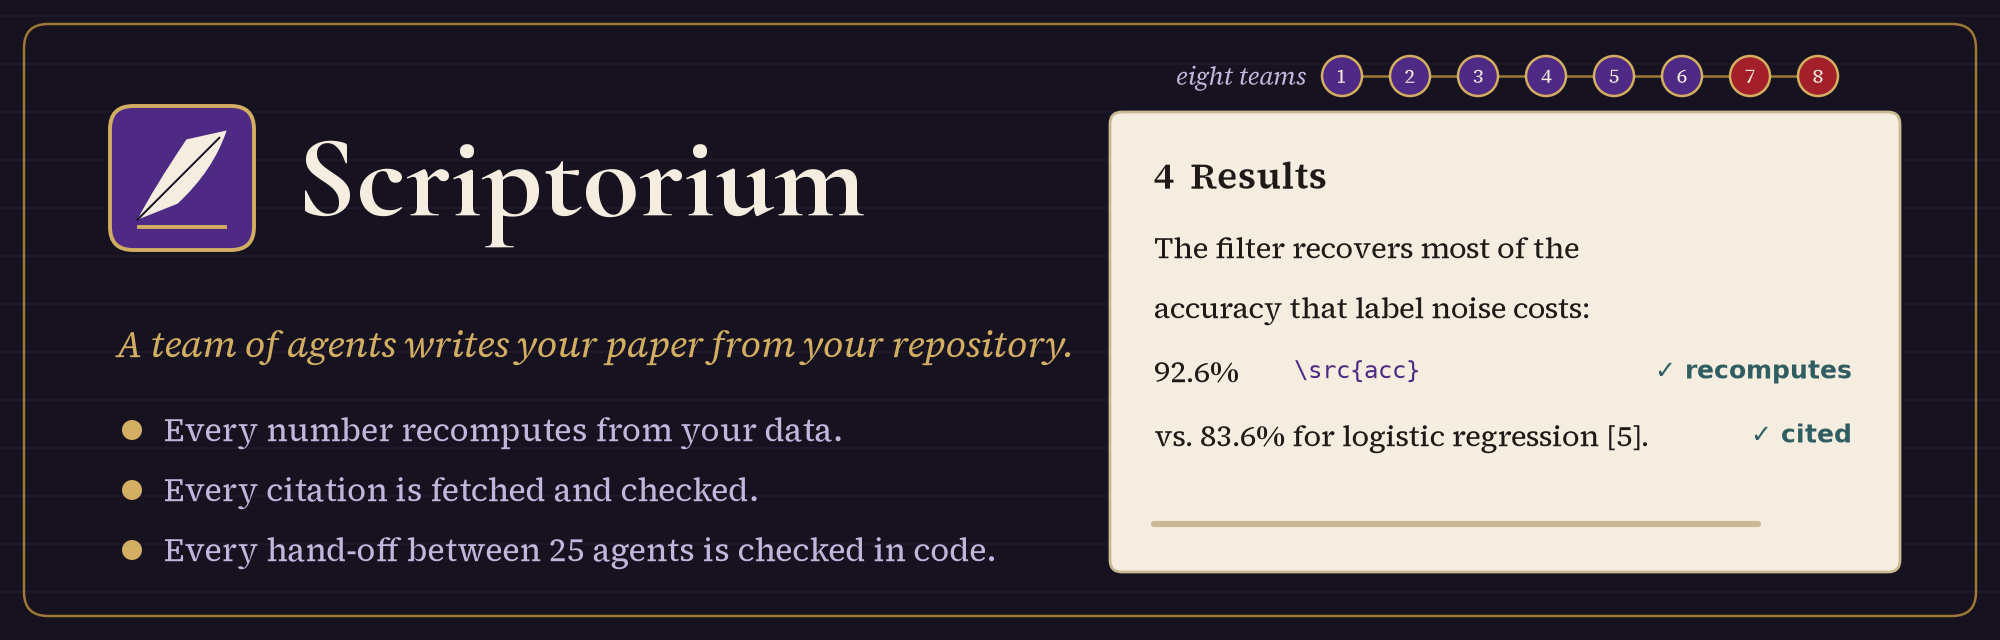 eight teams 1 2 3 4 5 6 7 8
Scriptorium
A team of agents writes your paper from your repository.
Every number recomputes from your data.
Every citation is fetched and checked.
Every hand-off between 25 agents is checked in code.
4 Results
The filter recovers most of the
accuracy that label noise costs:
92.6% \src{acc} ✓ recomputes
vs. 83.6% for logistic regression [5]. ✓ cited